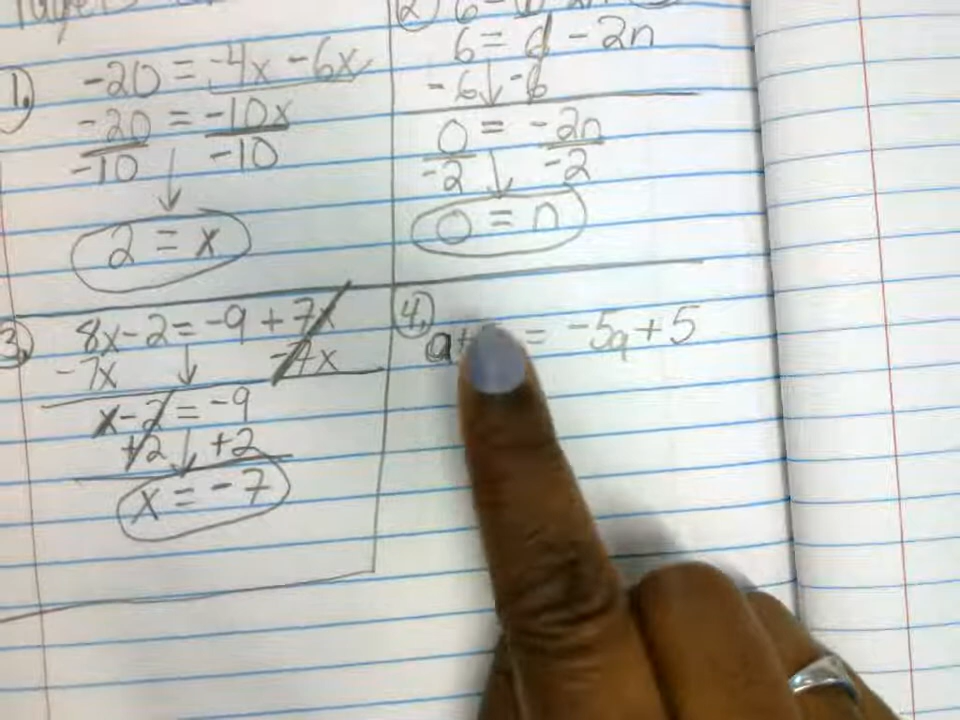 1.
-20 = -4x -6x
-20 = -10x
-10 -10
2 = x
6 = 6 - 2n
-6 -6
0 = -2n
-2 -2
0 = n
3.
8x-2 = -9 + 7x
-7x -7x
x-2 = -9
+2 +2
x = -7
4.
a+ = -5a+5